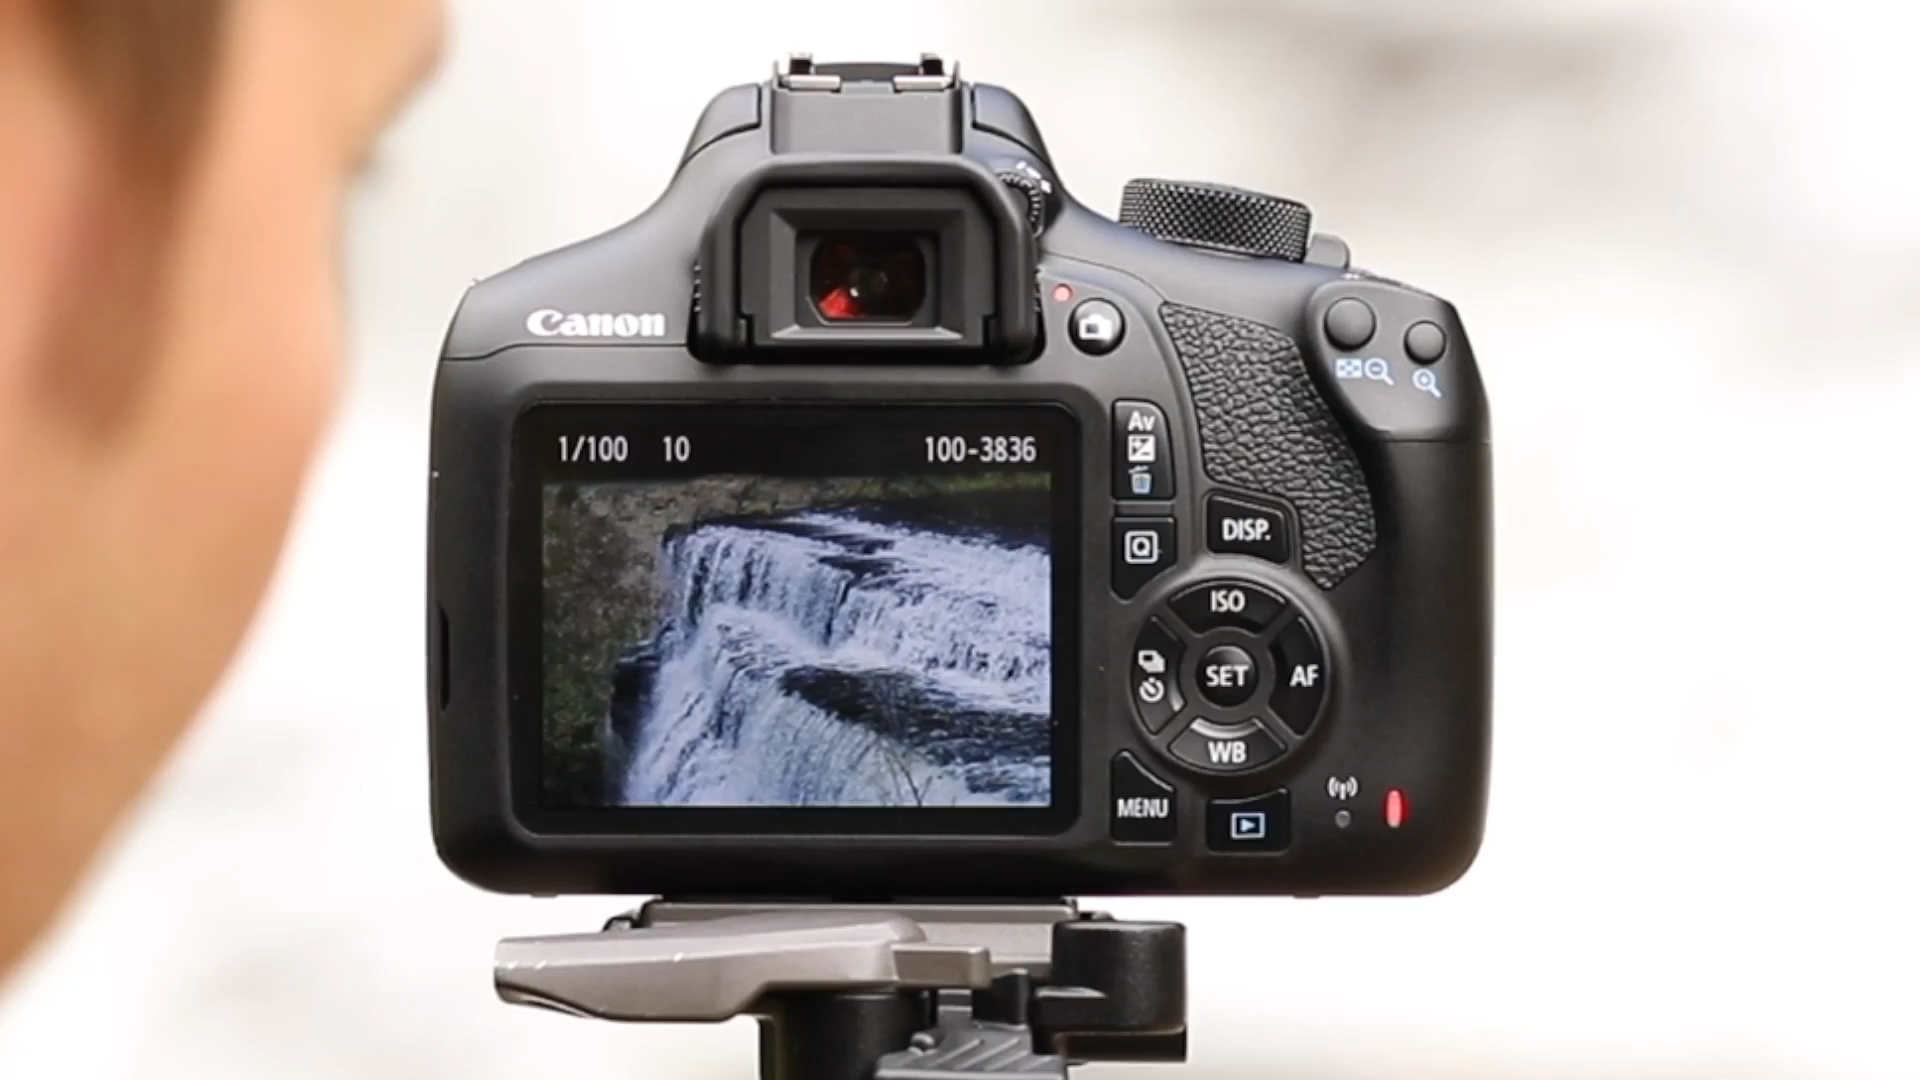 Canon
1/100 10 100-3836
Av
Q
DISP.
ISO
SET
AF
WB
MENU